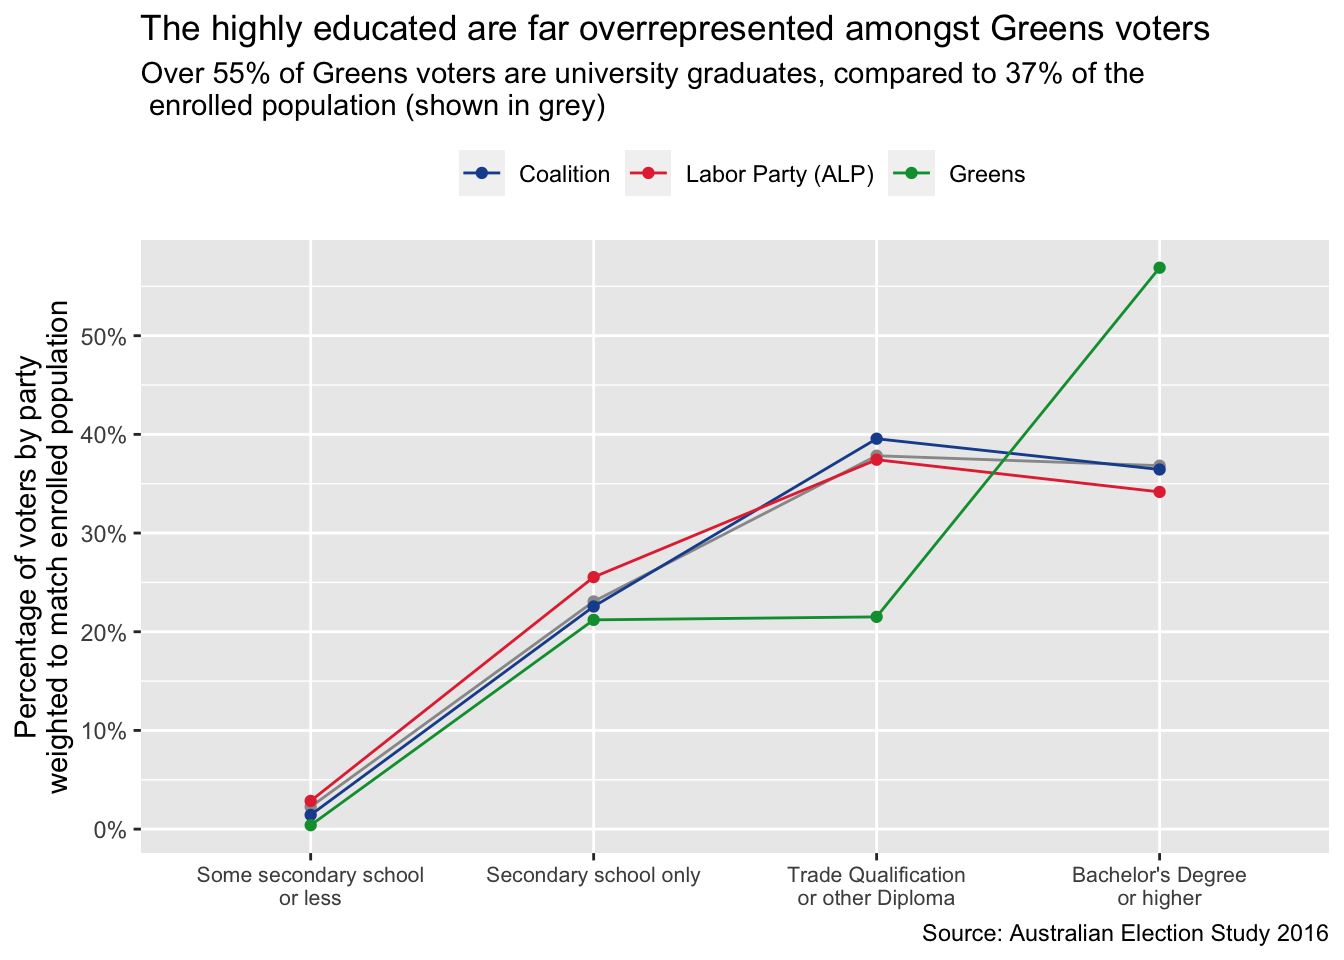 The highly educated are far overrepresented amongst Greens voters
Over 55% of Greens voters are university graduates, compared to 37% of the
enrolled population (shown in grey)
Coalition
Labor Party (ALP)
Greens
Percentage of voters by party
weighted to match enrolled population
50%
40%
30%
20%
10%
0%
Some secondary school
or less
Secondary school only
Trade Qualification
or other Diploma
Bachelor's Degree
or higher
Source: Australian Election Study 2016